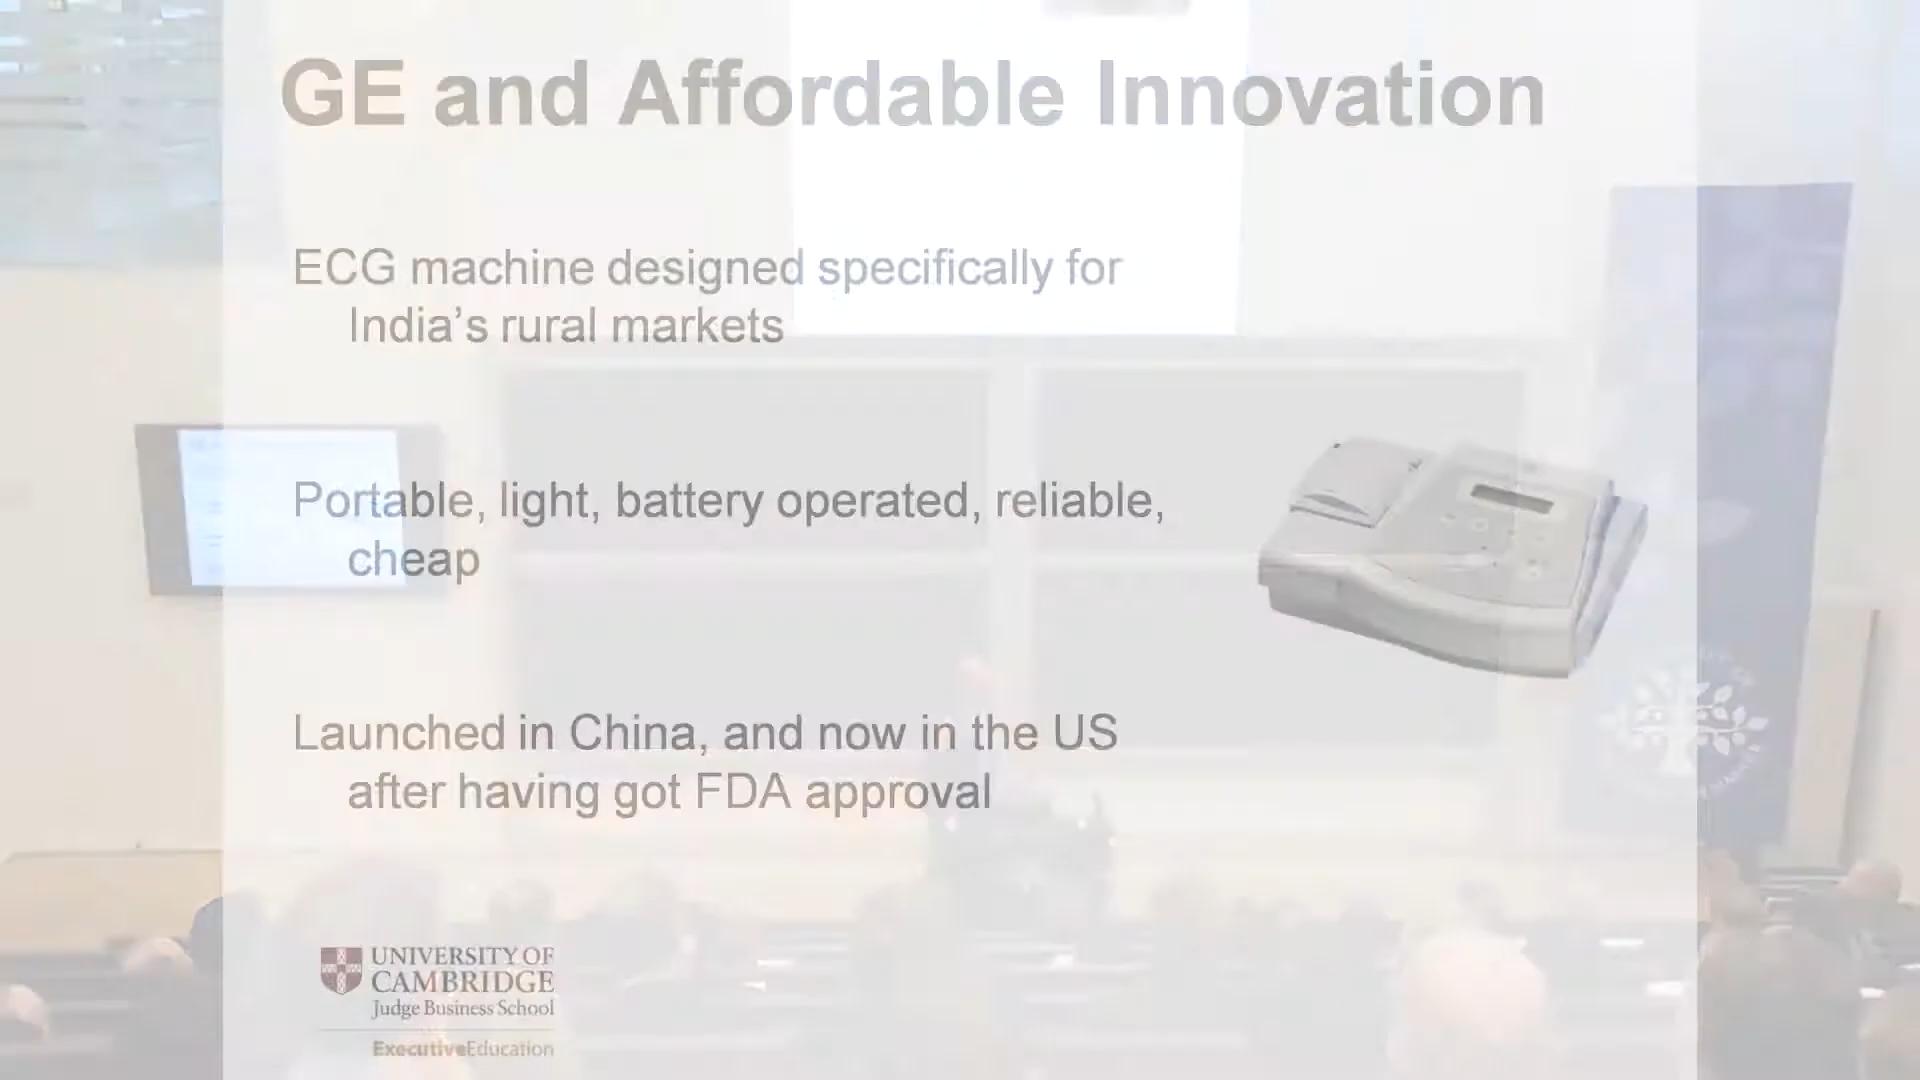 GE and Affordable Innovation
ECG machine designed specifically for
India’s rural markets
Portable, light, battery operated, reliable,
cheap
Launched in China, and now in the US
after having got FDA approval
UNIVERSITY OF
CAMBRIDGE
Judge Business School
ExecutiveEducation